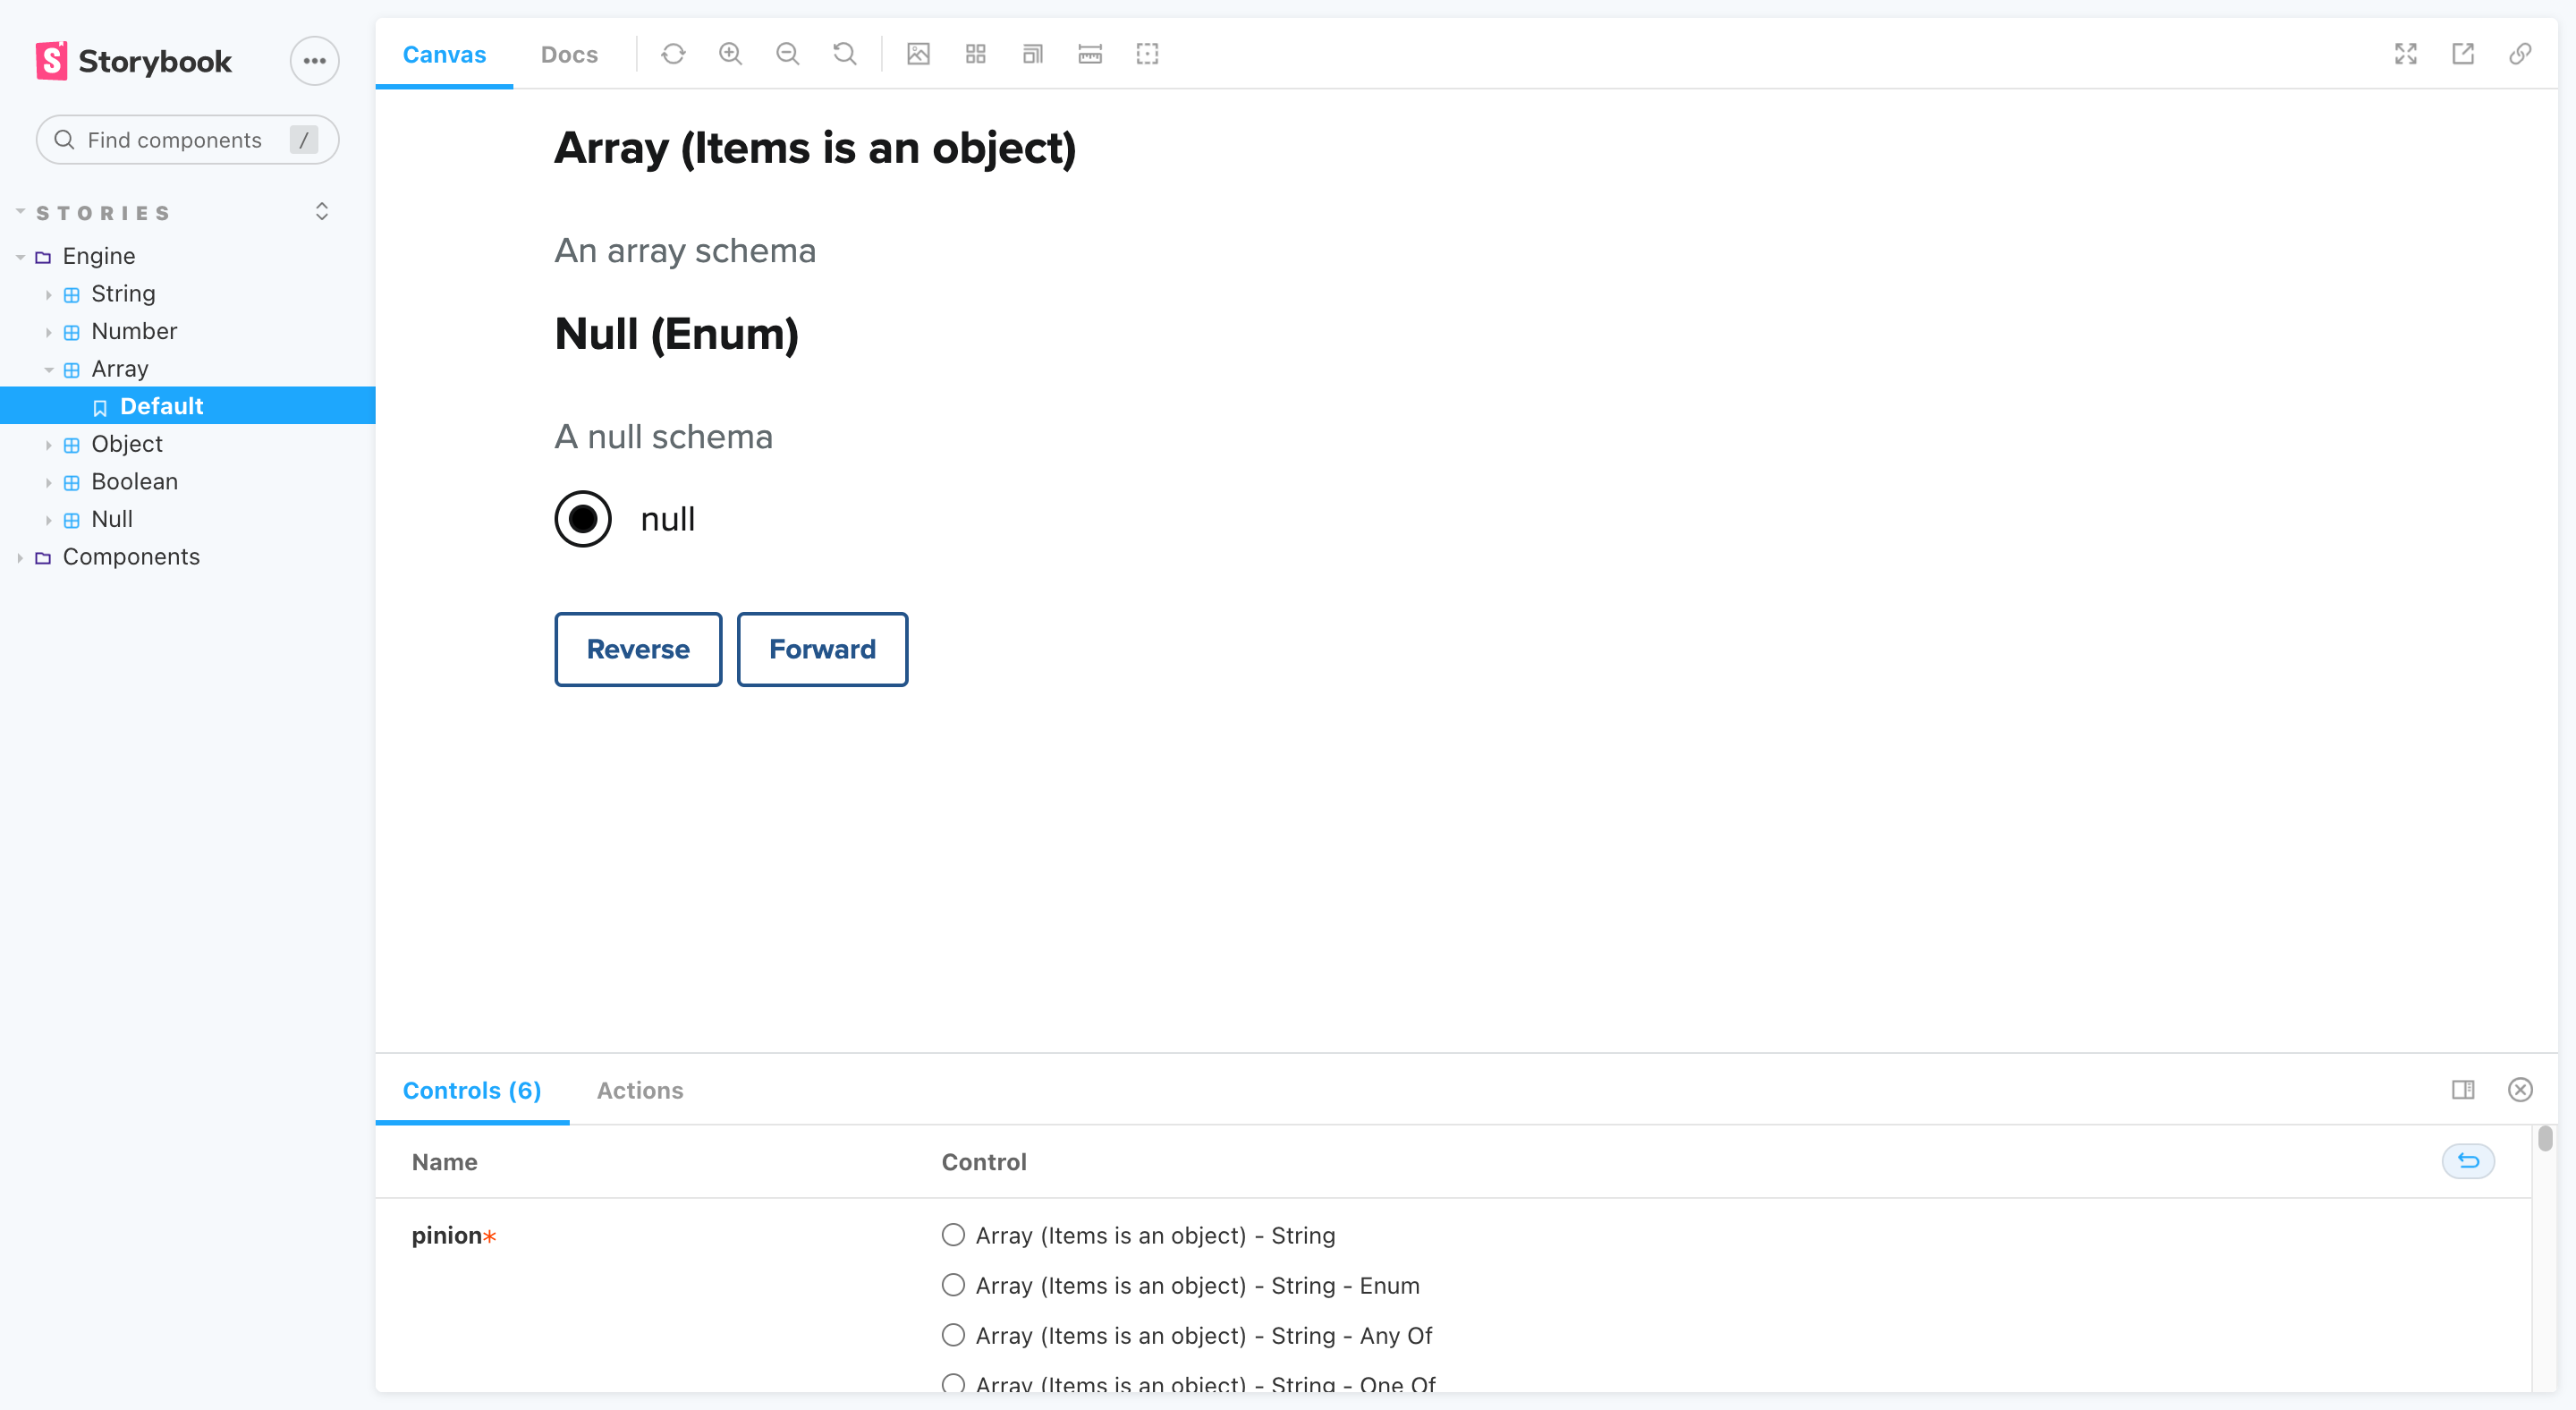 Storybook
Find components /
STORIES
Engine
String
Number
Array
Default
Object
Boolean
Null
Components
Canvas Docs
Array (Items is an object)
An array schema
Null (Enum)
A null schema
null
Reverse Forward
Controls (6) Actions
Name Control
pinion* Array (Items is an object) - String
Array (Items is an object) - String - Enum
Array (Items is an object) - String - Any Of
Array (Items is an object) - String - One Of